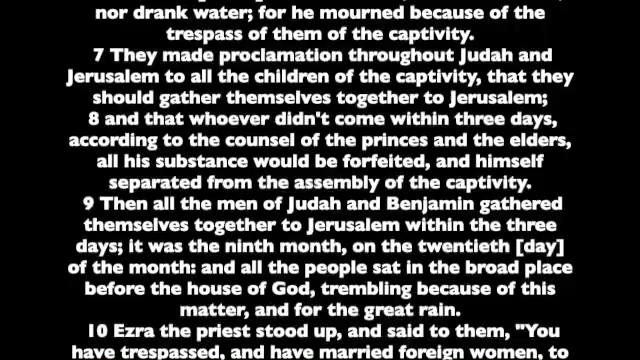 nor drank water; for he mourned because of the
trespass of them of the captivity.
7 They made proclamation throughout Judah and
Jerusalem to all the children of the captivity, that they
should gather themselves together to Jerusalem;
8 and that whoever didn't come within three days,
according to the counsel of the princes and the elders,
all his substance would be forfeited, and himself
separated from the assembly of the captivity.
9 Then all the men of Judah and Benjamin gathered
themselves together to Jerusalem within the three
days; it was the ninth month, on the twentieth [day]
of the month: and all the people sat in the broad place
before the house of God, trembling because of this
matter, and for the great rain.
10 Ezra the priest stood up, and said to them, "You
have trespassed, and have married foreign women, to